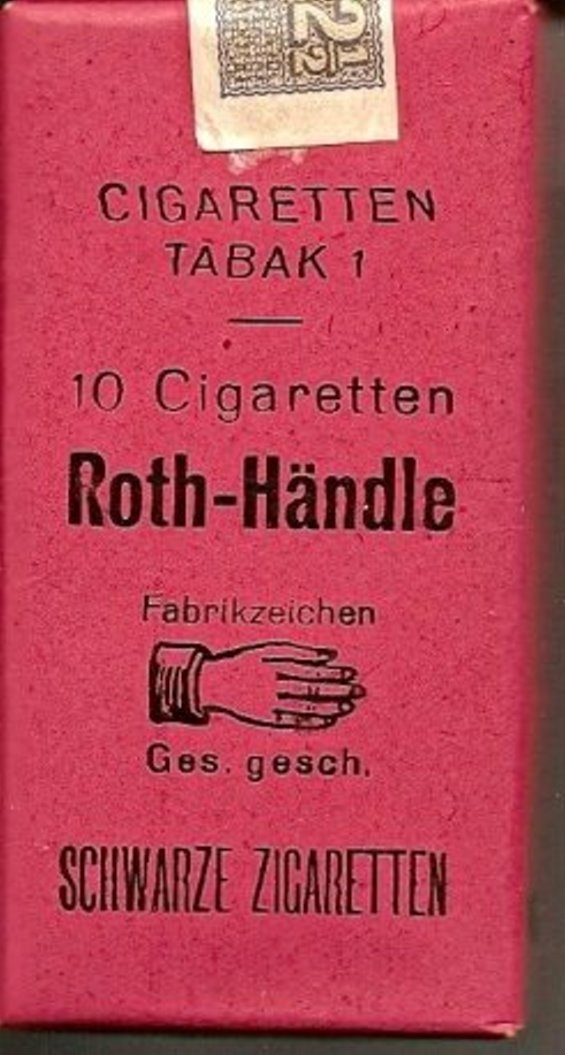 CIGARETTEN
TABAK 1
10 Cigaretten
Roth-Händle
Fabrikzeichen
Ges. gesch.
SCHWARZE ZIGARETTEN